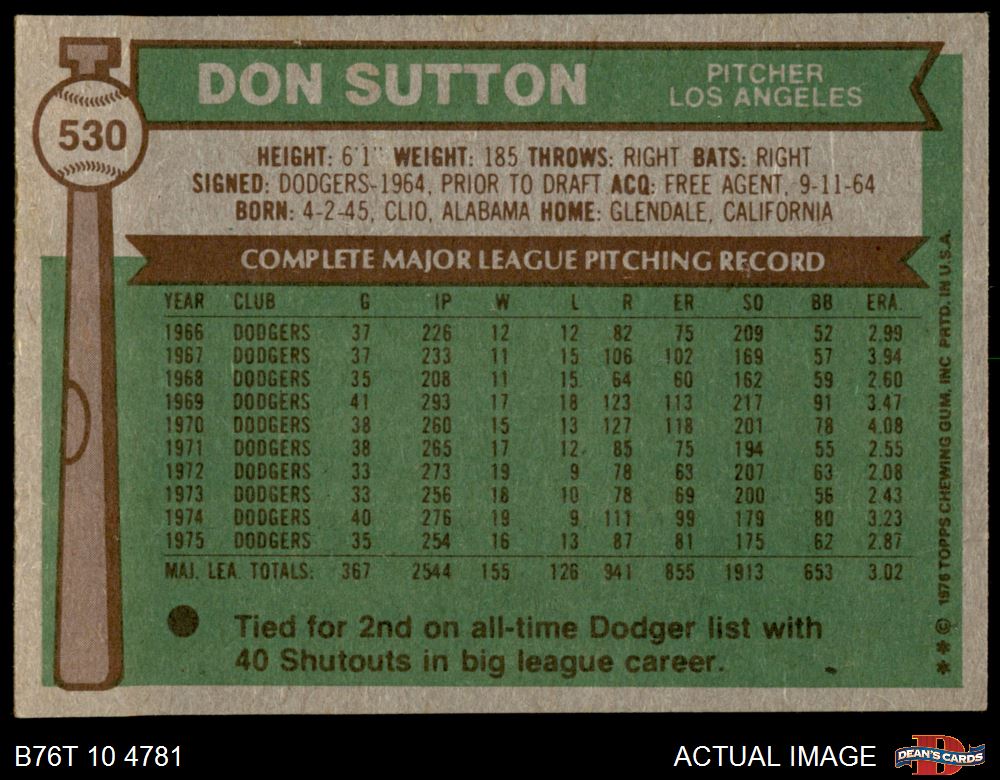 DON SUTTON
PITCHER
LOS ANGELES
530
HEIGHT: 6'1" WEIGHT: 185 THROWS: RIGHT BATS: RIGHT
SIGNED: DODGERS-1964, PRIOR TO DRAFT ACQ: FREE AGENT, 9-11-64
BORN: 4-2-45, CLIO, ALABAMA HOME: GLENDALE, CALIFORNIA
COMPLETE MAJOR LEAGUE PITCHING RECORD
YEAR CLUB G IP W L R ER SO BB ERA
1966 DODGERS 37 226 12 12 82 75 209 52 2.99
1967 DODGERS 37 233 11 15 106 102 169 57 3.94
1968 DODGERS 35 208 11 15 64 60 162 59 2.60
1969 DODGERS 41 293 17 18 123 113 217 91 3.47
1970 DODGERS 38 260 15 13 127 118 201 78 4.08
1971 DODGERS 38 265 17 12 85 75 194 55 2.55
1972 DODGERS 33 273 19 9 78 63 207 63 2.08
1973 DODGERS 33 256 18 10 78 69 200 56 2.43
1974 DODGERS 40 276 19 9 111 99 179 80 3.23
1975 DODGERS 35 254 16 13 87 81 175 62 2.87
MAJ. LEA. TOTALS: 367 2544 155 126 941 855 1913 653 3.02
Tied for 2nd on all-time Dodger list with
40 Shutouts in big league career.
** © 1976 TOPPS CHEWING GUM, INC PRTD. IN U.S.A.
B76T 10 4781
ACTUAL IMAGE
D
DEAN'S CARDS